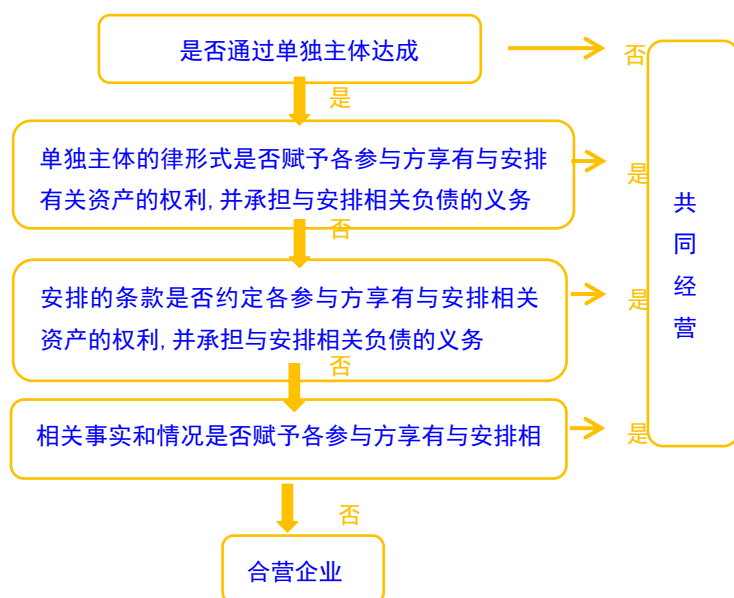 是否通过单独主体达成
否
是
单独主体的律形式是否赋予各参与方享有与安排
有关资产的权利,并承担与安排相关负债的义务
是
否
安排的条款是否约定各参与方享有与安排相关
资产的权利,并承担与安排相关负债的义务
是
否
相关事实和情况是否赋予各参与方享有与安排相
是
否
合营企业
共
同
经
营